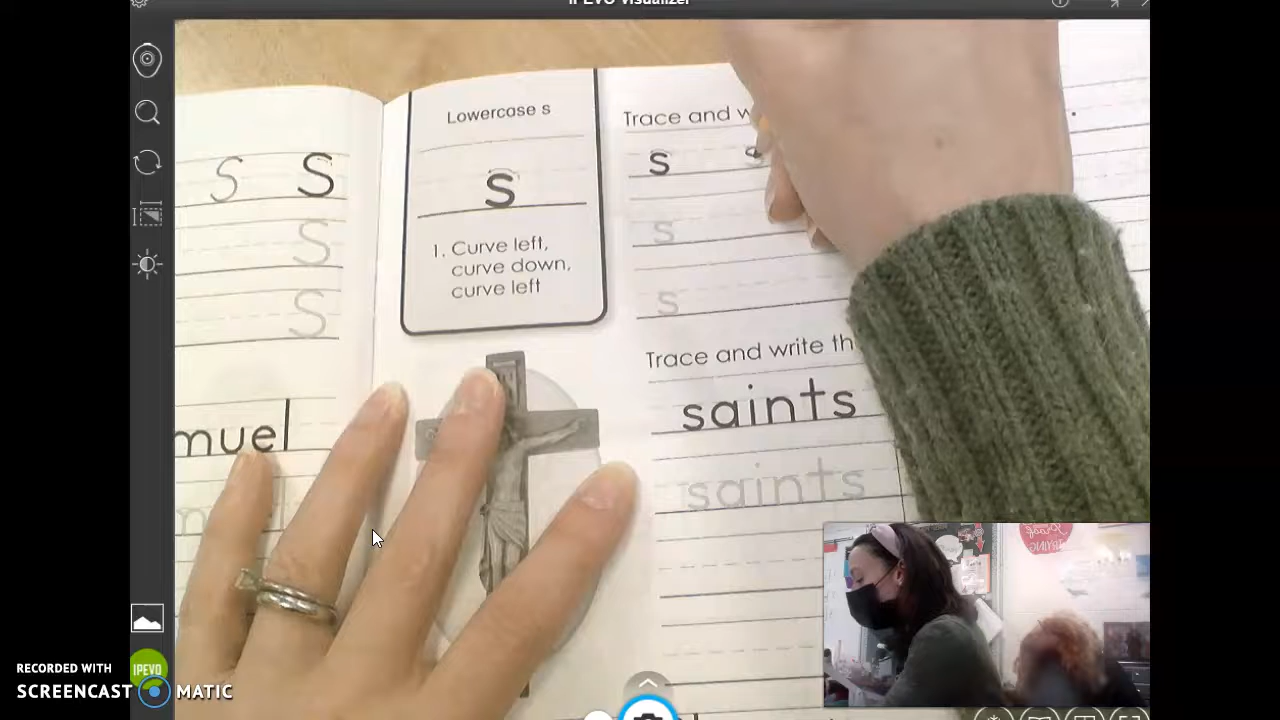 IPEVO Visualizer
Lowercase s
s
1. Curve left,
curve down,
curve left
S S
S
S
muel
Trace and w
s s
s
s
Trace and write th
saints
saints
RECORDED WITH
SCREENCAST MATIC
IPEVO